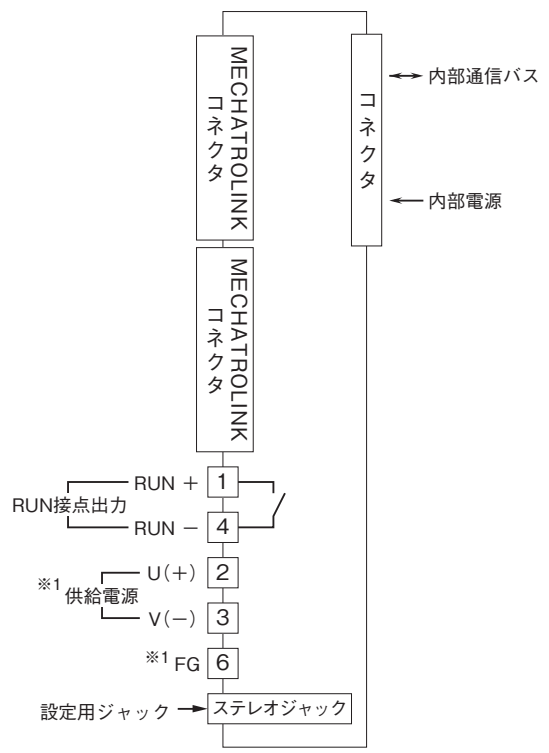 MECHATROLINK
コネクタ
コネクタ
内部通信バス
内部電源
MECHATROLINK
コネクタ
RUN接点出力
RUN + 1
RUN − 4
※1 供給電源
U(+) 2
V(−) 3
※1 FG 6
設定用ジャック
ステレオジャック